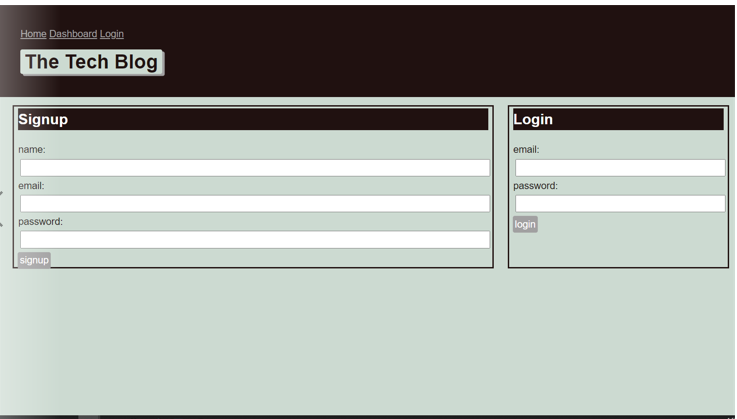 Home Dashboard Login
The Tech Blog
Signup
name:
email:
password:
signup
Login
email:
password:
login